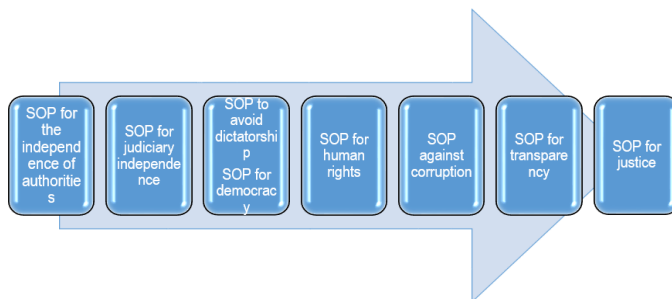 SOP for
the
independ
ence of
authoritie
s
SOP for
judiciary
independe
nce
SOP to
avoid
dictatorshi
p
SOP for
democrac
y
SOP for
human
rights
SOP
against
corruption
SOP for
transpare
ncy
SOP for
justice